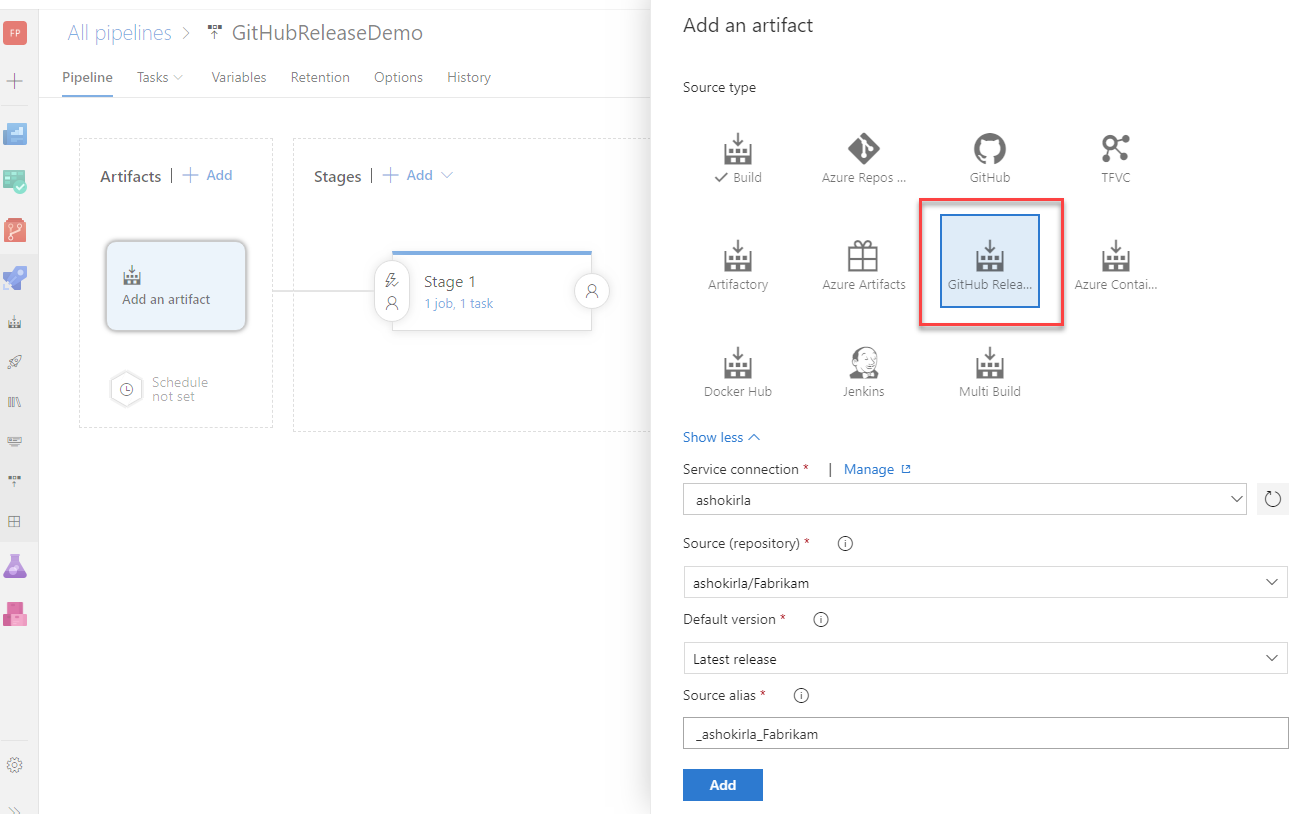 FP
All pipelines > GitHubReleaseDemo
Pipeline Tasks Variables Retention Options History
Artifacts | + Add
Stages | + Add
Add an artifact
Schedule
not set
Stage 1
1 job, 1 task
Add an artifact
Source type
Build
Azure Repos ...
GitHub
TFVC
Artifactory
Azure Artifacts
GitHub Relea...
Azure Contai...
Docker Hub
Jenkins
Multi Build
Show less
Service connection * | Manage
ashokirla
Source (repository) *
ashokirla/Fabrikam
Default version *
Latest release
Source alias *
_ashokirla_Fabrikam
Add